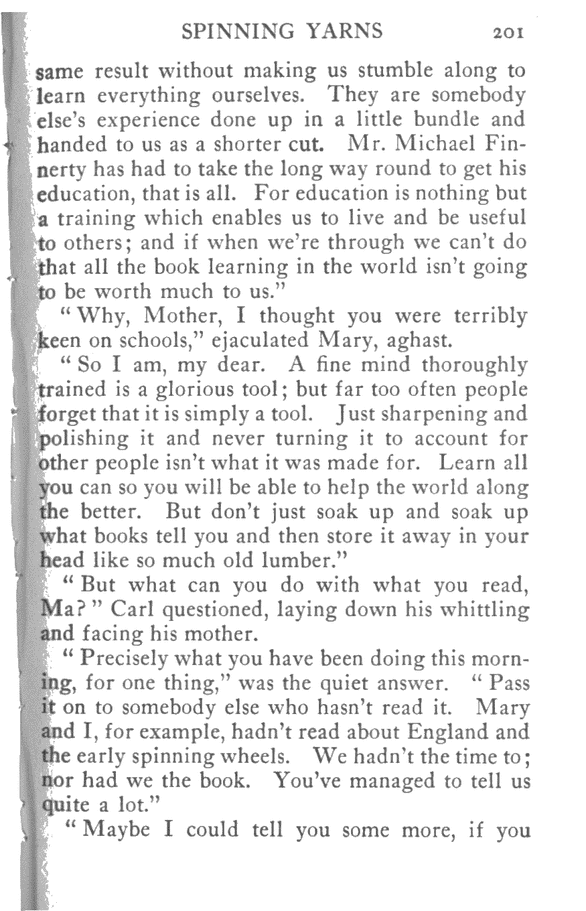 SPINNING YARNS 201
same result without making us stumble along to
learn everything ourselves. They are somebody
else's experience done up in a little bundle and
handed to us as a shorter cut. Mr. Michael Fin-
nerty has had to take the long way round to get his
education, that is all. For education is nothing but
a training which enables us to live and be useful
to others; and if when we're through we can't do
that all the book learning in the world isn't going
to be worth much to us."
"Why, Mother, I thought you were terribly
keen on schools," ejaculated Mary, aghast.
"So I am, my dear. A fine mind thoroughly
trained is a glorious tool; but far too often people
forget that it is simply a tool. Just sharpening and
polishing it and never turning it to account for
other people isn't what it was made for. Learn all
you can so you will be able to help the world along
the better. But don't just soak up and soak up
what books tell you and then store it away in your
head like so much old lumber."
"But what can you do with what you read,
Ma?" Carl questioned, laying down his whittling
and facing his mother.
"Precisely what you have been doing this morn-
ing, for one thing," was the quiet answer. "Pass
it on to somebody else who hasn't read it. Mary
and I, for example, hadn't read about England and
the early spinning wheels. We hadn't the time to;
nor had we the book. You've managed to tell us
quite a lot."
"Maybe I could tell you some more, if you